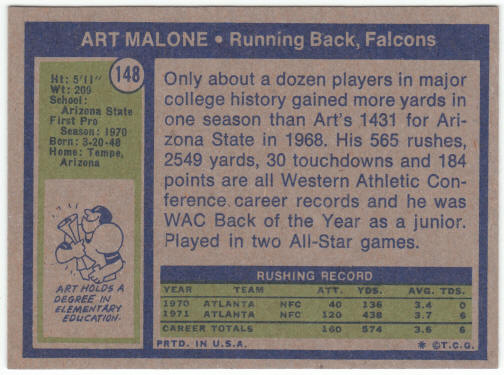 ART MALONE • Running Back, Falcons
148
Ht: 5'11"
Wt: 209
School:
Arizona State
First Pro
Season: 1970
Born: 3-20-48
Home: Tempe,
Arizona
ART HOLDS A
DEGREE IN
ELEMENTARY
EDUCATION.
Only about a dozen players in major
college history gained more yards in
one season than Art's 1431 for Ari-
zona State in 1968. His 565 rushes,
2549 yards, 30 touchdowns and 184
points are all Western Athletic Con-
ference career records and he was
WAC Back of the Year as a junior.
Played in two All-Star games.
RUSHING RECORD
YEAR TEAM ATT. YDS. AVG. TDS.
1970 ATLANTA NFC 40 136 3.4 0
1971 ATLANTA NFC 120 438 3.7 6
CAREER TOTALS 160 574 3.6 6
PRTD. IN U.S.A. * ©T.C.G.